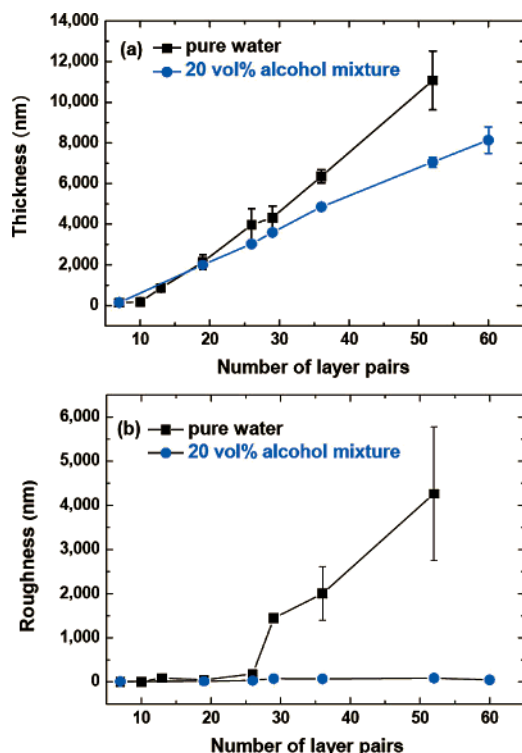 14,000
(a)
pure water
12,000
20 vol% alcohol mixture
10,000
8,000
6,000
4,000
2,000
0
Thickness (nm)
10 20 30 40 50 60
Number of layer pairs
6,000
(b)
pure water
20 vol% alcohol mixture
5,000
4,000
3,000
2,000
1,000
0
Roughness (nm)
10 20 30 40 50 60
Number of layer pairs